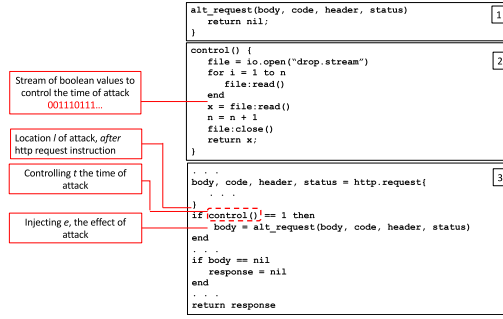 alt_request(body, code, header, status)
return nil;
}
1
control() {
file = io.open(“drop.stream”)
for i = 1 to n
file:read()
end
x = file:read()
n = n + 1
file:close()
return x;
}
2
Stream of boolean values to
control the time of attack
001110111…
Location l of attack, after
http request instruction
Controlling t the time of
attack
Injecting e, the effect of
attack
. . .
body, code, header, status = http.request{
. . .
}
if control() == 1 then
body = alt_request(body, code, header, status)
end
. . .
if body == nil
response = nil
end
. . .
return response
3